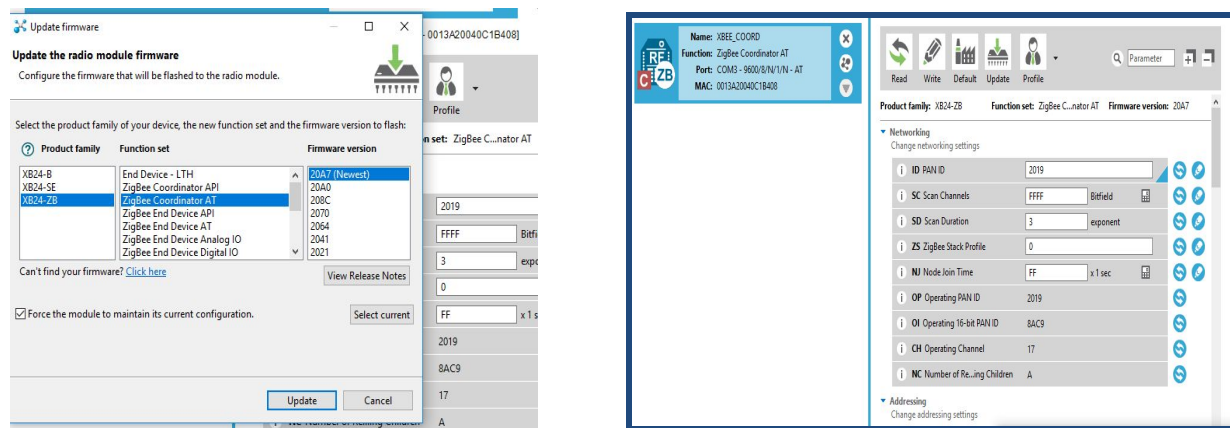 Update firmware
- 0013A20040C1B408]
Update the radio module firmware
Configure the firmware that will be flashed to the radio module.
Profile
Select the product family of your device, the new function set and the firmware version to flash:
Product family Function set Firmware version
n set: ZigBee C...nator AT
XB24-B
XB24-SE
XB24-ZB
End Device - LTH
ZigBee Coordinator API
ZigBee Coordinator AT
ZigBee End Device API
ZigBee End Device AT
ZigBee End Device Analog IO
ZigBee End Device Digital IO
20A7 (Newest)
20A0
208C
2070
2064
2041
2021
Can't find your firmware? Click here
View Release Notes
Force the module to maintain its current configuration.
Select current
Update Cancel
2019
FFFF Bitfi
3 expo
0
FF x 1 s
2019
8AC9
17
A
Name: XBEE_COORD
Function: ZigBee Coordinator AT
Port: COM3 - 9600/8/N/1/N - AT
MAC: 0013A20040C1B408
RF
C ZB
Read Write Default Update Profile
Parameter
Product family: XB24-ZB Function set: ZigBee C...nator AT Firmware version: 20A7
Networking
Change networking settings
i ID PAN ID 2019
i SC Scan Channels FFFF Bitfield
i SD Scan Duration 3 exponent
i ZS ZigBee Stack Profile 0
i NJ Node Join Time FF x 1 sec
i OP Operating PAN ID 2019
i OI Operating 16-bit PAN ID 8AC9
i CH Operating Channel 17
i NC Number of Re...ing Children A
Addressing
Change addressing settings